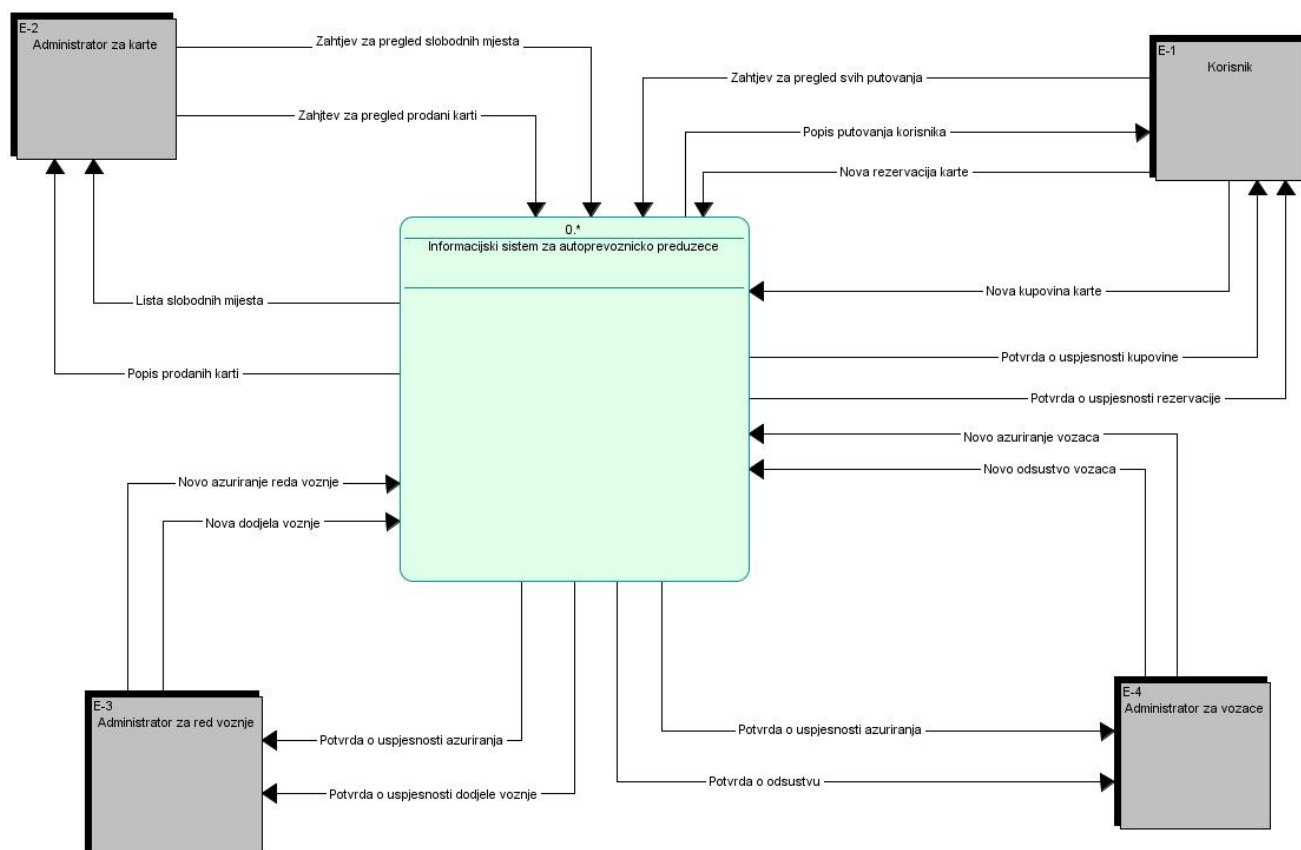 E-2
Administrator za karte
Zahtjev za pregled slobodnih mjesta
E-1
Korisnik
Zahtjev za pregled svih putovanja
Zahjtev za pregled prodani karti
Popis putovanja korisnika
Nova rezervacija karte
0.*
Informacijski sistem za autoprevoznicko preduzece
Lista slobodnih mijesta
Nova kupovina karte
Potvrda o uspjesnosti kupovine
Popis prodanih karti
Potvrda o uspjesnosti rezervacije
Novo azuriranje vozaca
Novo odsustvo vozaca
Novo azuriranje reda voznje
Nova dodjela voznje
E-3
Administrator za red voznje
E-4
Administrator za vozace
Potvrda o uspjesnosti azuriranja
Potvrda o uspjesnosti azuriranja
Potvrda o odsustvu
Potvrda o uspjesnosti dodjele voznje